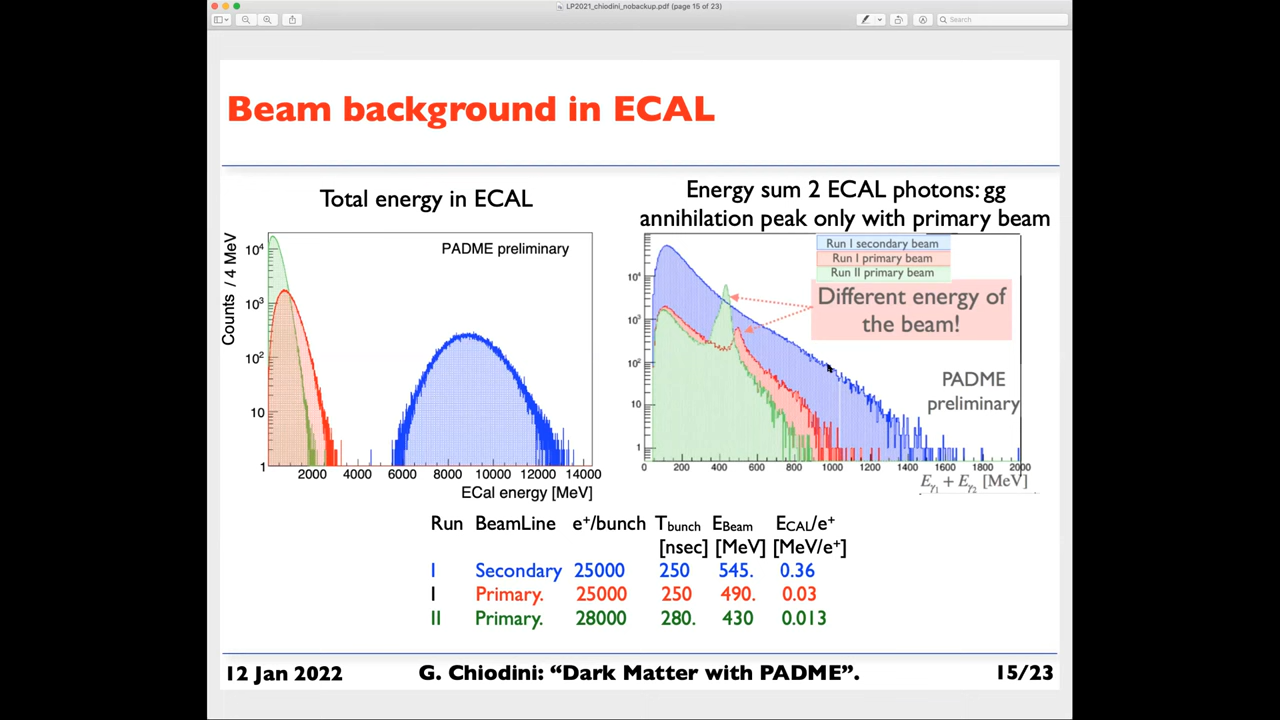 LP2021_chiodini_nobackup.pdf (page 15 of 23)
Search
Beam background in ECAL
Total energy in ECAL
Energy sum 2 ECAL photons: gg
annihilation peak only with primary beam
Counts / 4 MeV
PADME preliminary
10⁴
10³
10²
10
1
2000 4000 6000 8000 10000 12000 14000
ECal energy [MeV]
Run I secondary beam
Run I primary beam
Run II primary beam
Different energy of
the beam!
PADME
preliminary
10⁴
10³
10²
10
1
0 200 400 600 800 1000 1200 1400 1600 1800 2000
Eγ₁ + Eγ₂ [MeV]
Run BeamLine e⁺/bunch Tbunch EBeam ECAL/e⁺
[nsec] [MeV] [MeV/e⁺]
I Secondary 25000 250 545. 0.36
I Primary. 25000 250 490. 0.03
II Primary. 28000 280. 430 0.013
12 Jan 2022 G. Chiodini: “Dark Matter with PADME”. 15/23